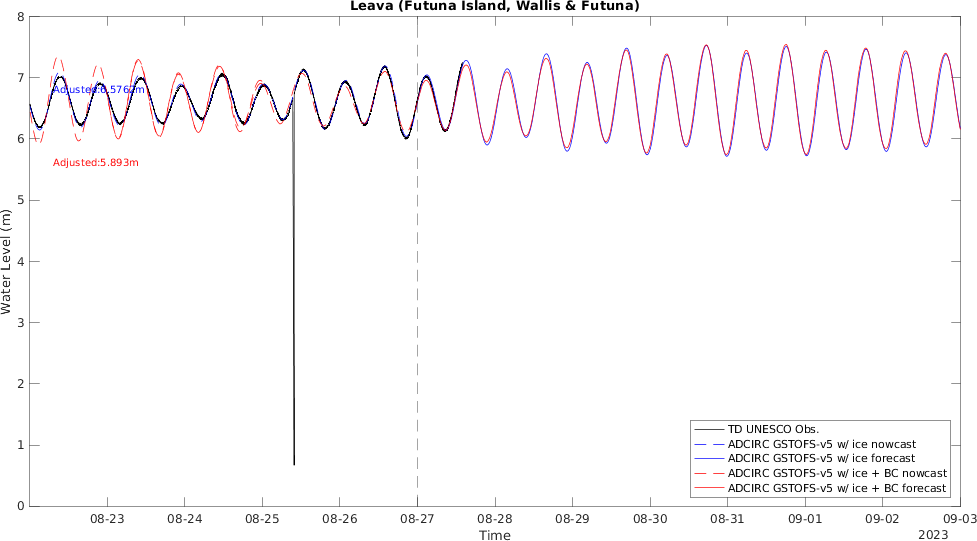 Leava (Futuna Island, Wallis & Futuna)
8
7
6
5
4
3
2
1
0
Water Level (m)
Adjusted:6.5762m
Adjusted:5.893m
TD UNESCO Obs.
ADCIRC GSTOFS-v5 w/ ice nowcast
ADCIRC GSTOFS-v5 w/ ice forecast
ADCIRC GSTOFS-v5 w/ ice + BC nowcast
ADCIRC GSTOFS-v5 w/ ice + BC forecast
08-23 08-24 08-25 08-26 08-27 08-28 08-29 08-30 08-31 09-01 09-02 09-03
Time
2023